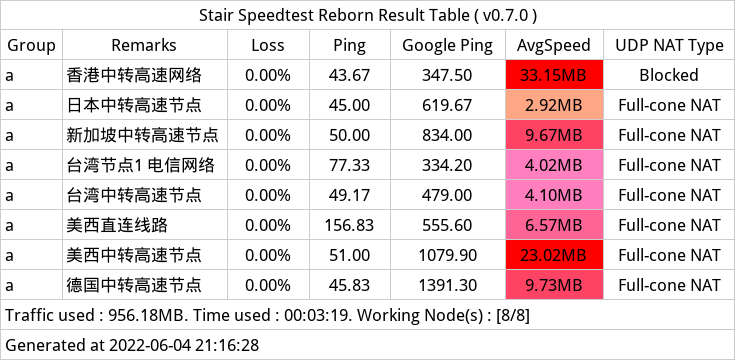 Stair Speedtest Reborn Result Table ( v0.7.0 )
Group Remarks Loss Ping Google Ping AvgSpeed UDP NAT Type
a 香港中转高速网络 0.00% 43.67 347.50 33.15MB Blocked
a 日本中转高速节点 0.00% 45.00 619.67 2.92MB Full-cone NAT
a 新加坡中转高速节点 0.00% 50.00 834.00 9.67MB Full-cone NAT
a 台湾节点1 电信网络 0.00% 77.33 334.20 4.02MB Full-cone NAT
a 台湾中转高速节点 0.00% 49.17 479.00 4.10MB Full-cone NAT
a 美西直连线路 0.00% 156.83 555.60 6.57MB Full-cone NAT
a 美西中转高速节点 0.00% 51.00 1079.90 23.02MB Full-cone NAT
a 德国中转高速节点 0.00% 45.83 1391.30 9.73MB Full-cone NAT
Traffic used : 956.18MB. Time used : 00:03:19. Working Node(s) : [8/8]
Generated at 2022-06-04 21:16:28